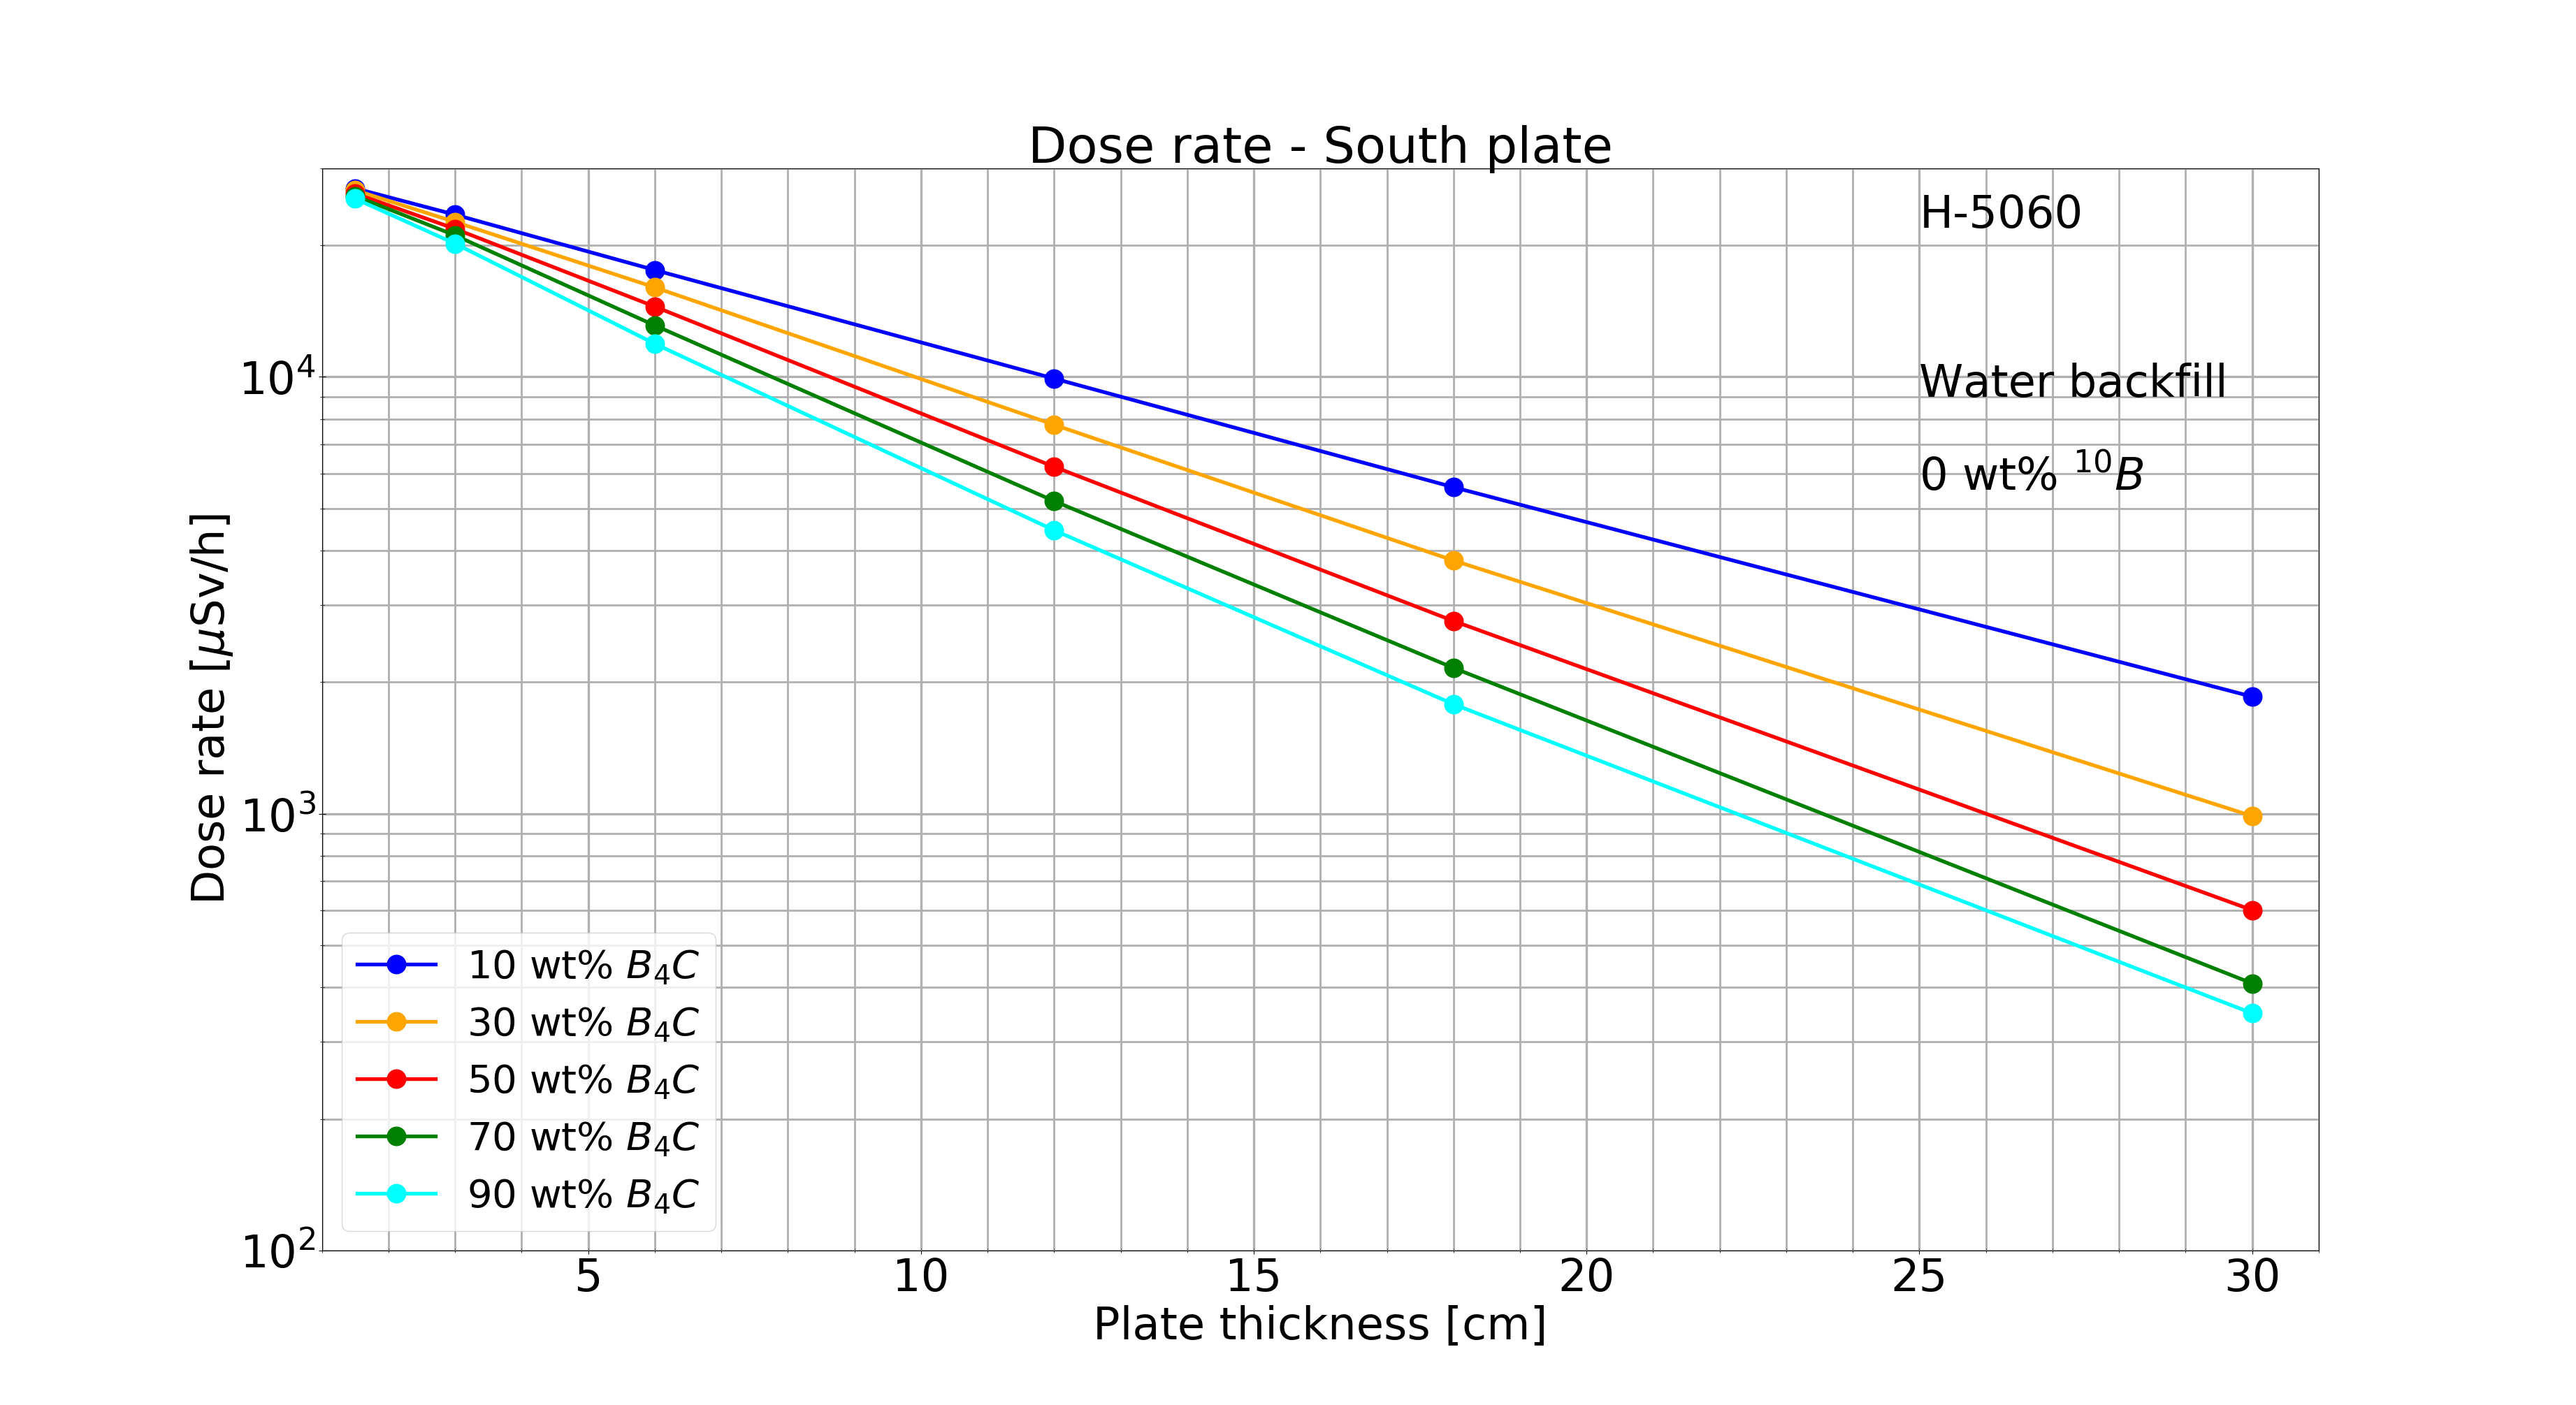 Dose rate - South plate
H-5060
Water backfill
0 wt% ¹⁰B
Dose rate [μSv/h]
10⁴
10³
10²
10 wt% B₄C
30 wt% B₄C
50 wt% B₄C
70 wt% B₄C
90 wt% B₄C
5 10 15 20 25 30
Plate thickness [cm]